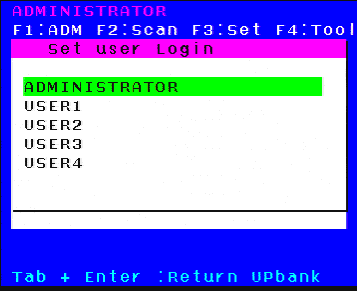 ADMINISTRATOR
F1:ADM F2:Scan F3:Set F4:Tool
Set user Login
ADMINISTRATOR
USER1
USER2
USER3
USER4
Tab + Enter :Return UPbank